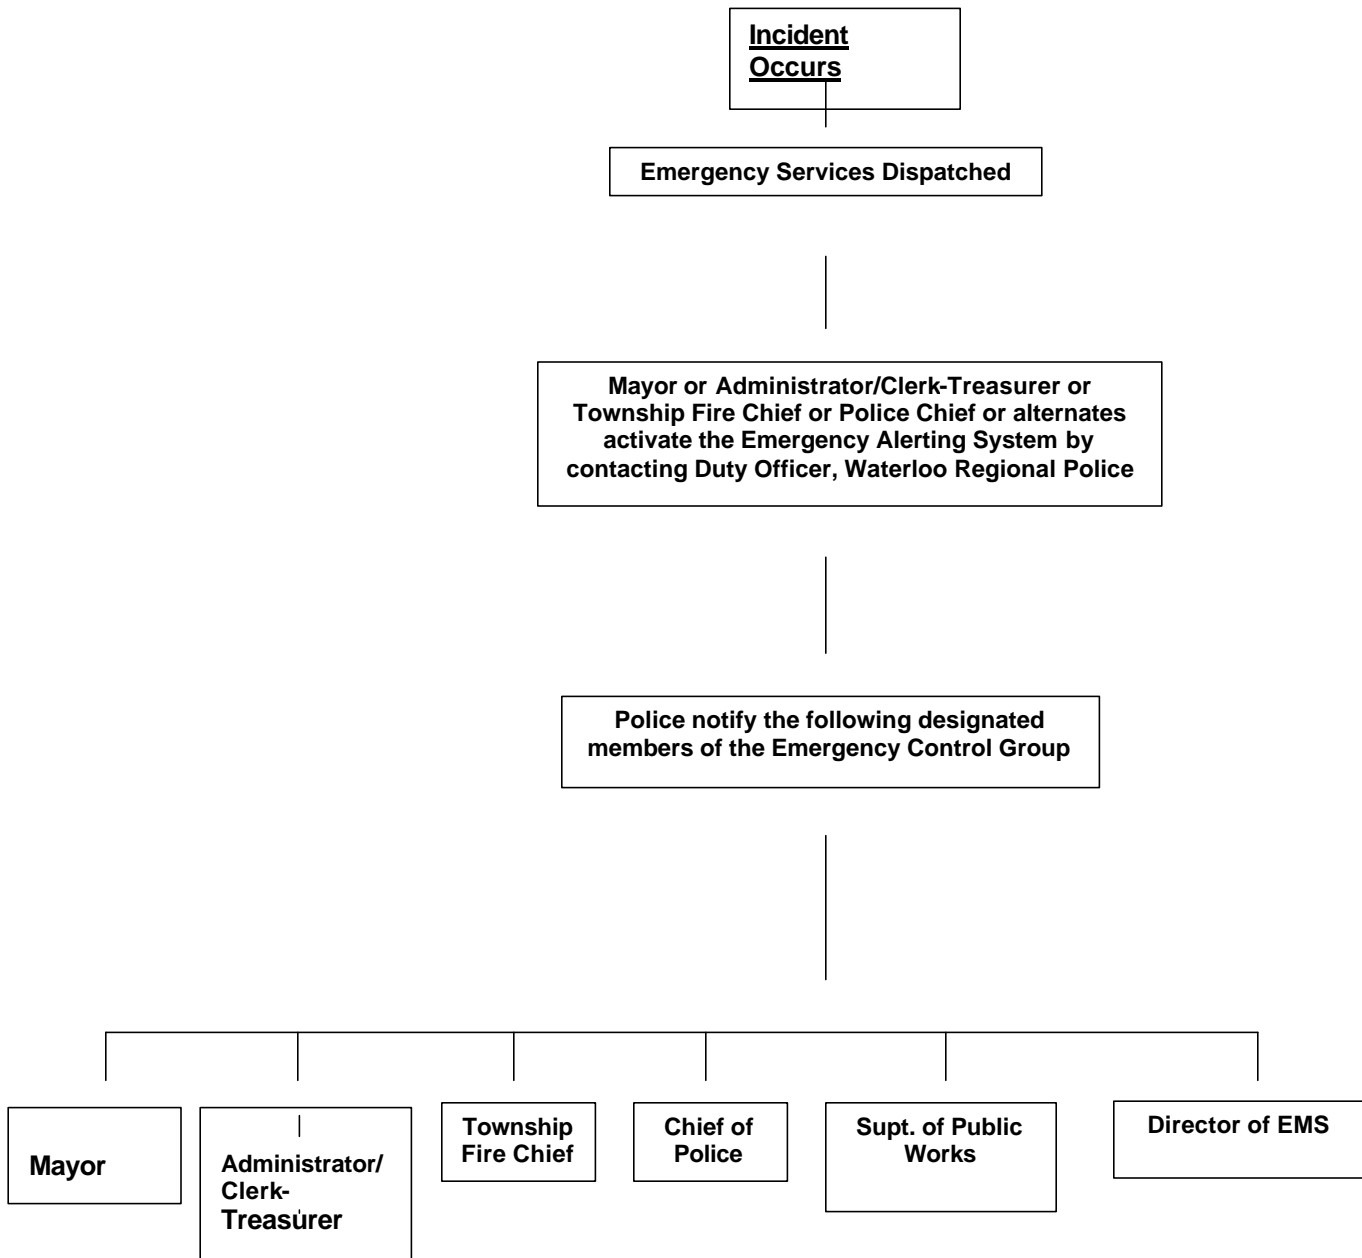 Incident
Occurs
Emergency Services Dispatched
Mayor or Administrator/Clerk-Treasurer or
Township Fire Chief or Police Chief or alternates
activate the Emergency Alerting System by
contacting Duty Officer, Waterloo Regional Police
Police notify the following designated
members of the Emergency Control Group
Mayor
Administrator/
Clerk-
Treasurer
Township
Fire Chief
Chief of
Police
Supt. of Public
Works
Director of EMS